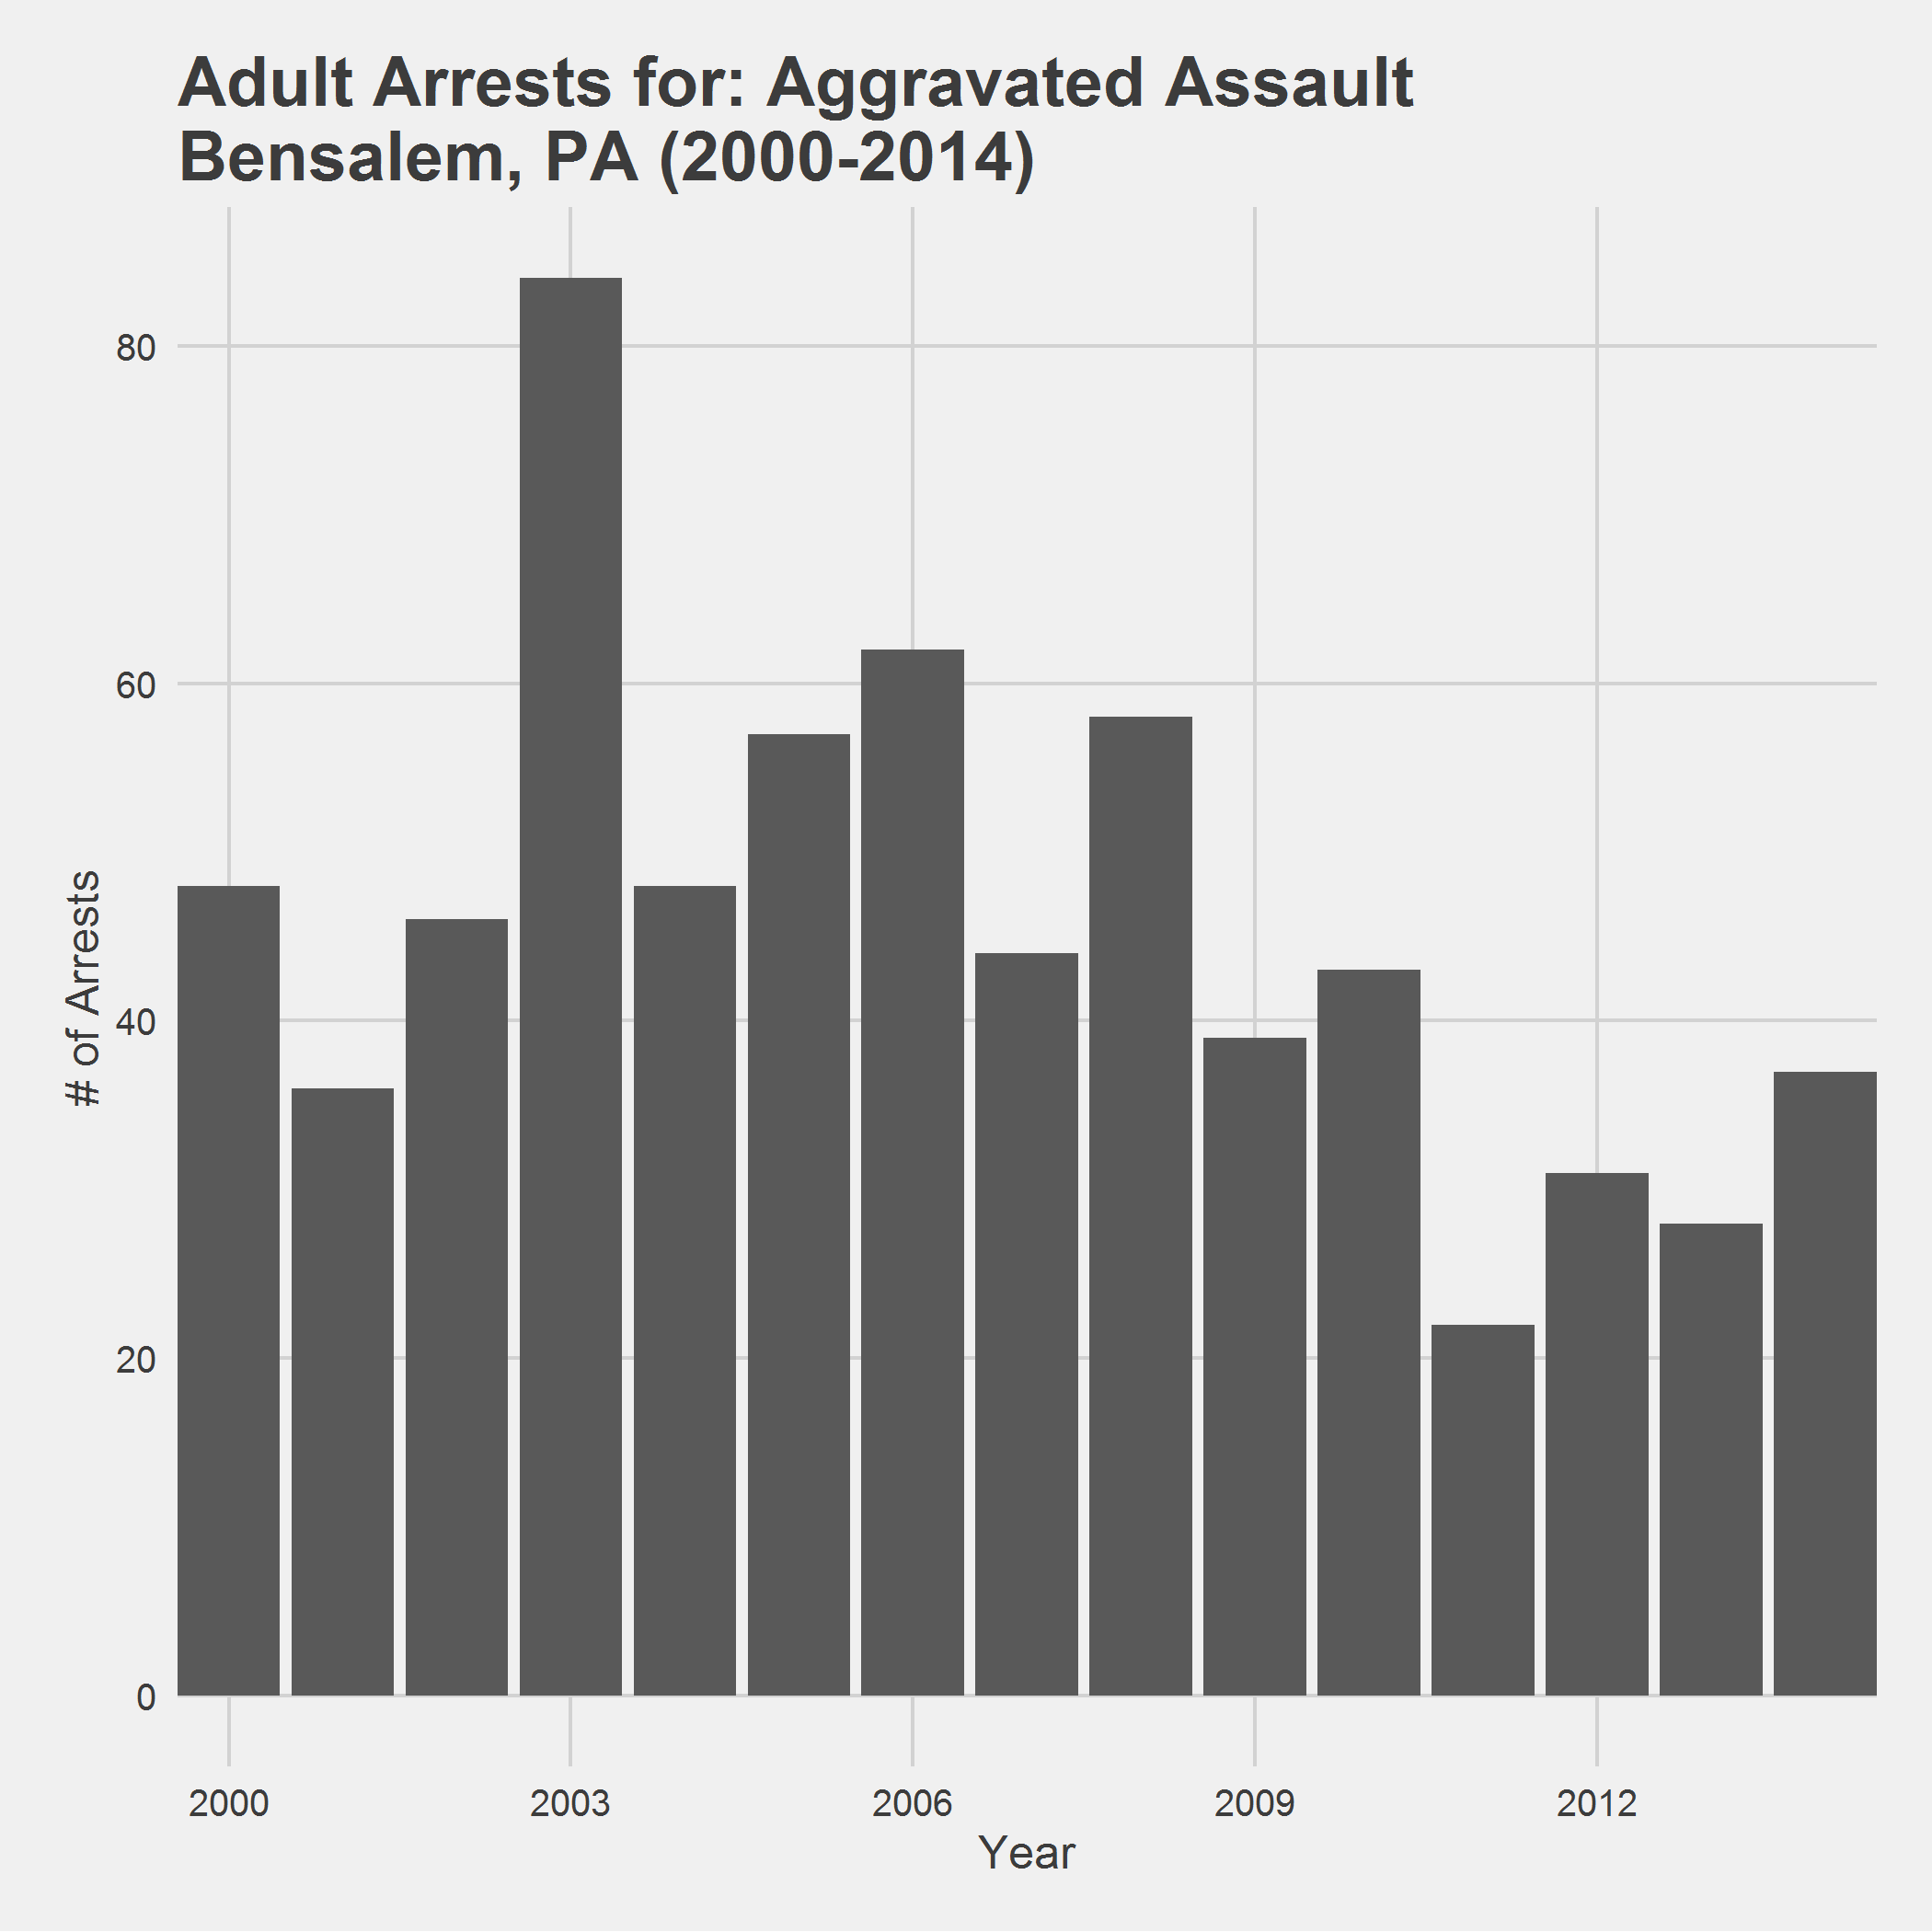 Adult Arrests for: Aggravated Assault
Bensalem, PA (2000-2014)
80
60
40
20
0
# of Arrests
2000 2003 2006 2009 2012
Year